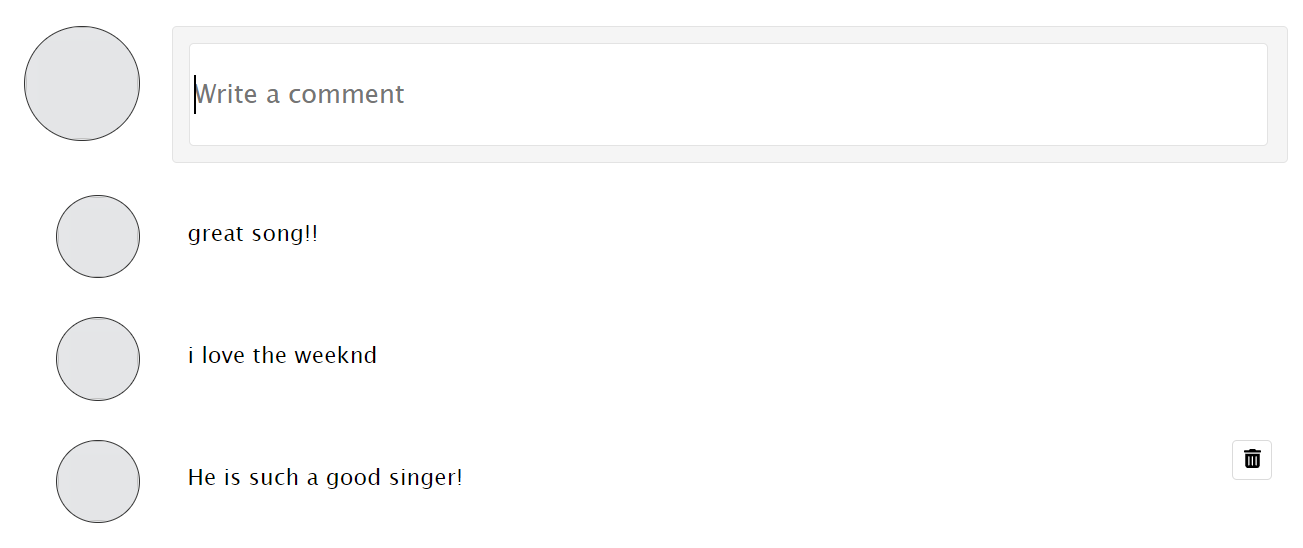 Write a comment
great song!!
i love the weeknd
He is such a good singer!